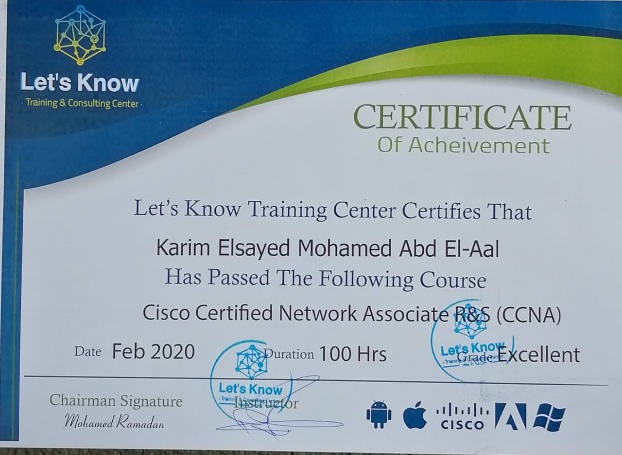 Let's Know
Training & Consulting Center
CERTIFICATE
Of Acheivement
Let's Know Training Center Certifies That
Karim Elsayed Mohamed Abd El-Aal
Has Passed The Following Course
Cisco Certified Network Associate R&S (CCNA)
Date Feb 2020 Duration 100 Hrs Grade Excellent
Let's Know
Let's Know
Chairman Signature
Mohamed Ramadan
Instructor
CISCO